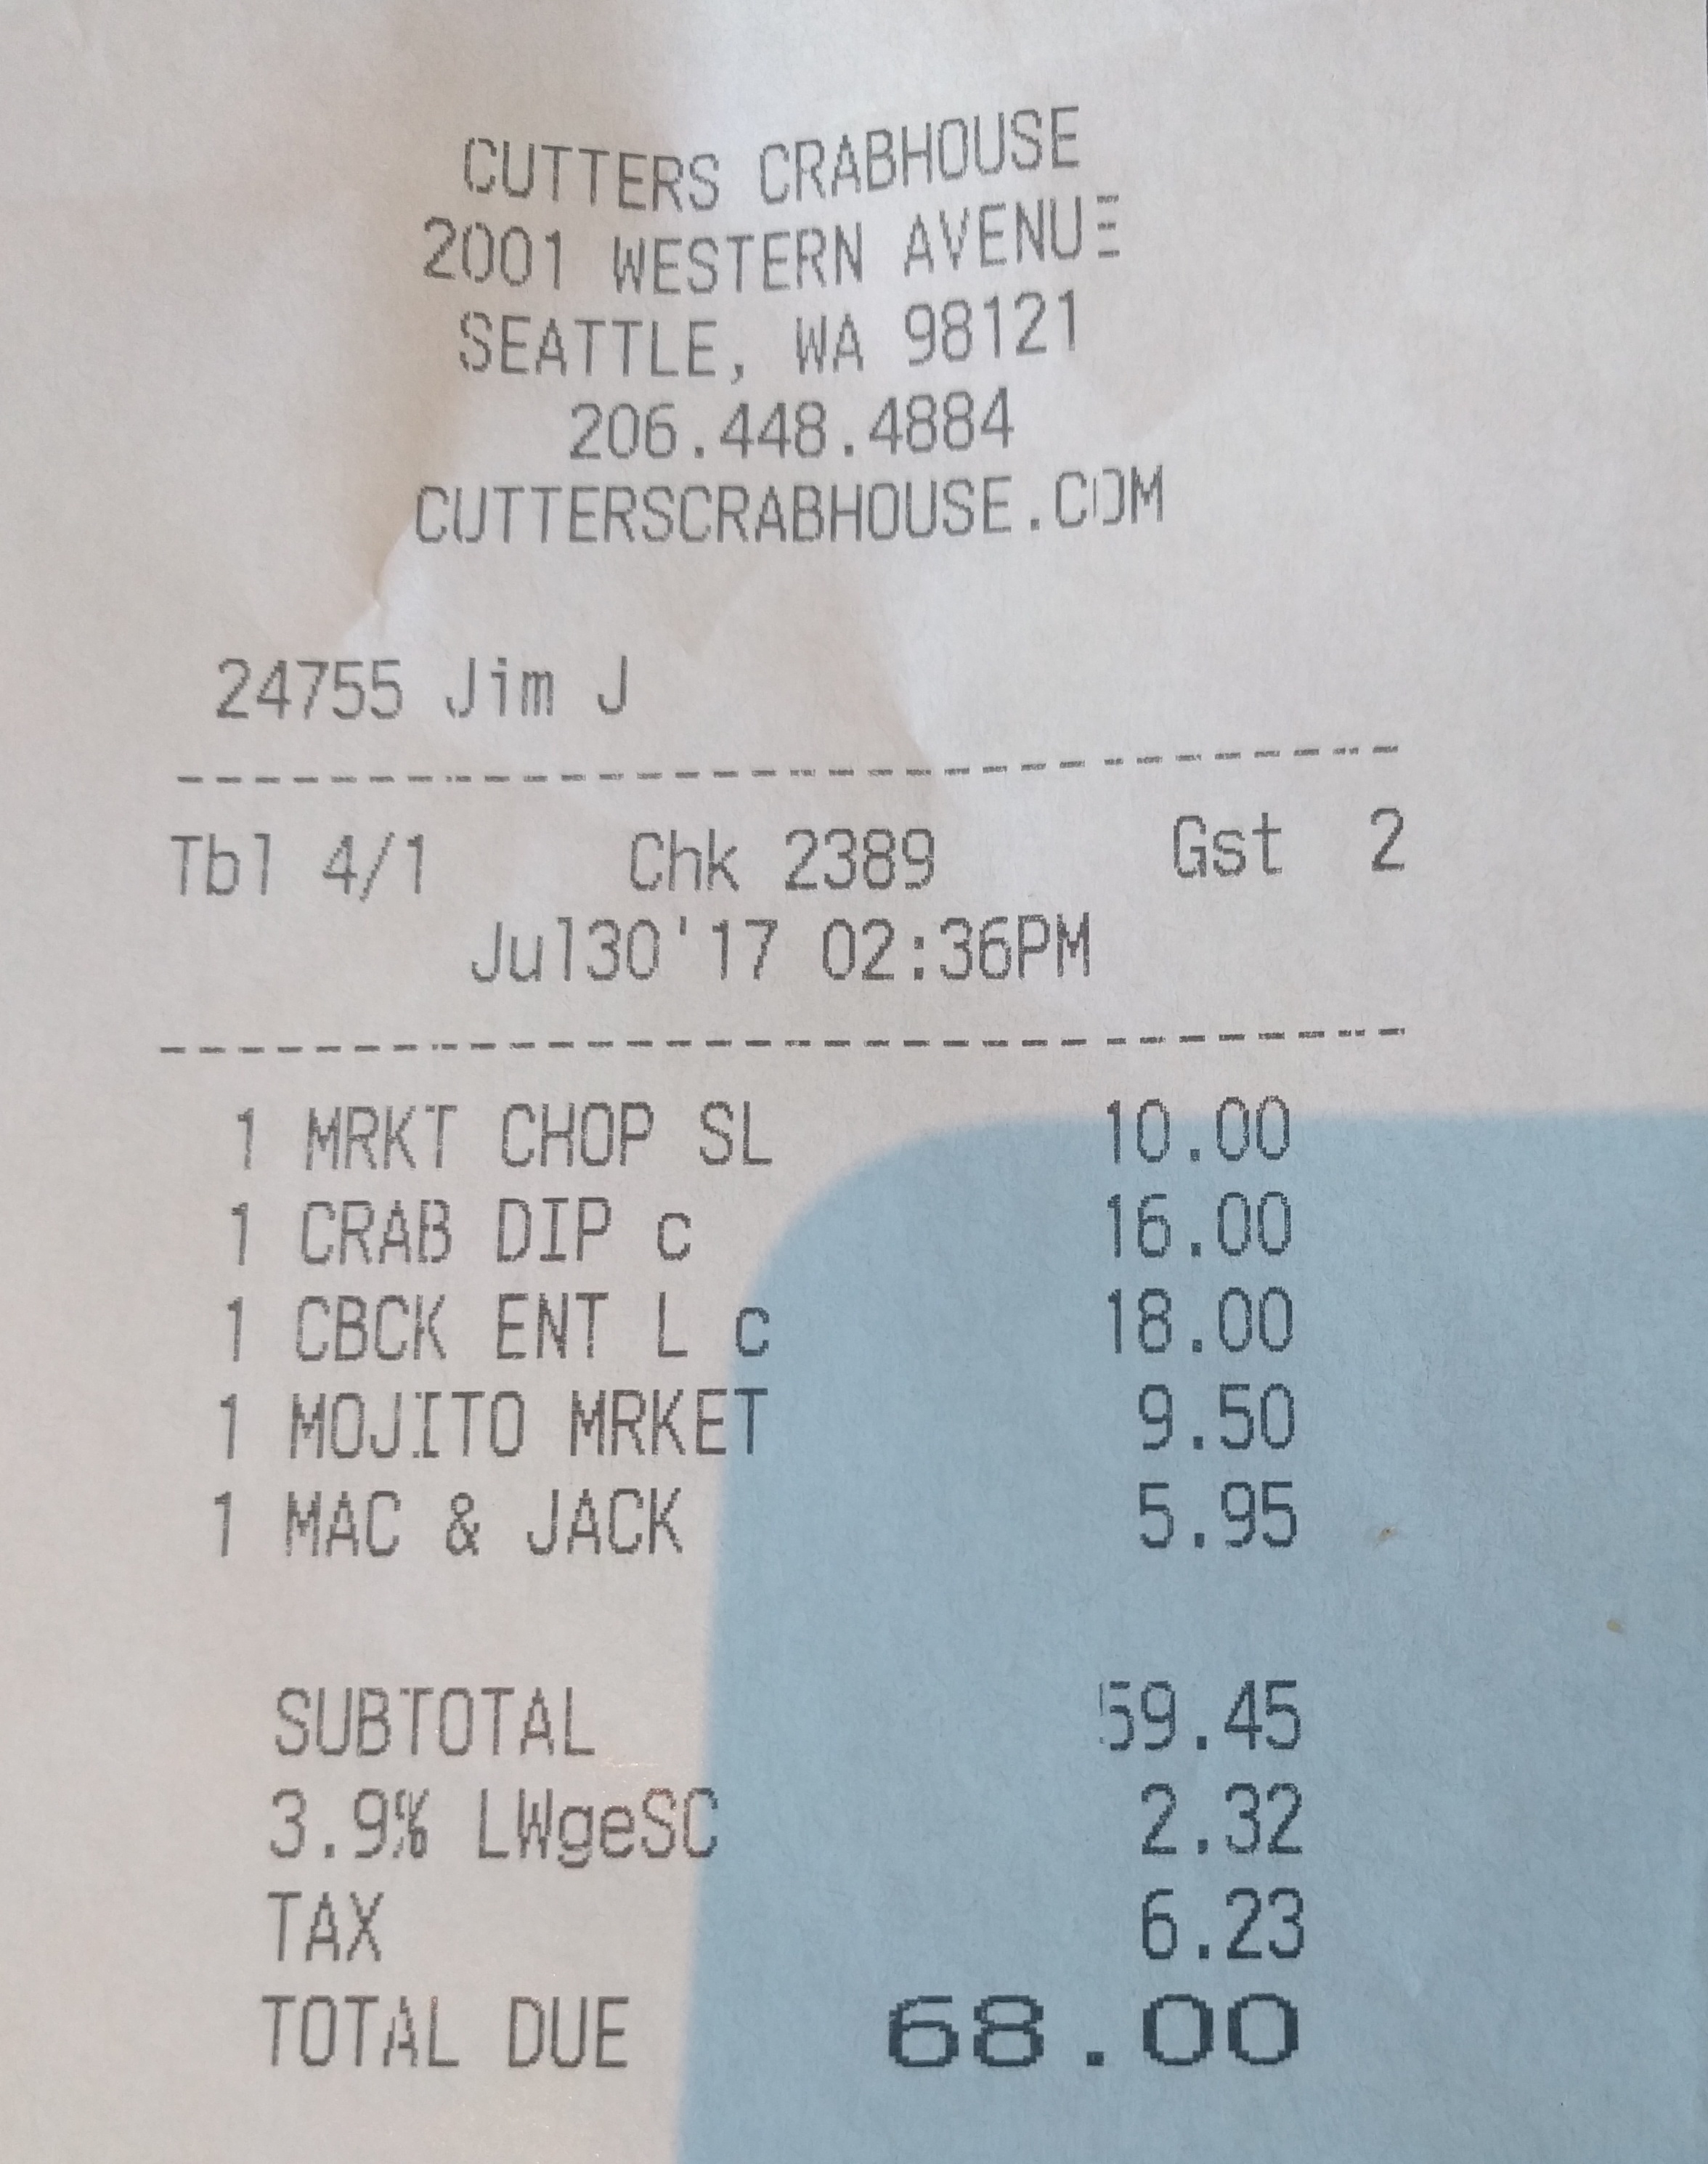 CUTTERS CRABHOUSE
2001 WESTERN AVENUE
SEATTLE, WA 98121
206.448.4884
CUTTERSCRABHOUSE.COM
24755 Jim J
Tbl 4/1 Chk 2389 Gst 2
Jul30'17 02:36PM
1 MRKT CHOP SL 10.00
1 CRAB DIP c 16.00
1 CBCK ENT L c 18.00
1 MOJITO MRKET 9.50
1 MAC & JACK 5.95
SUBTOTAL 59.45
3.9% LWgeSC 2.32
TAX 6.23
TOTAL DUE 68.00